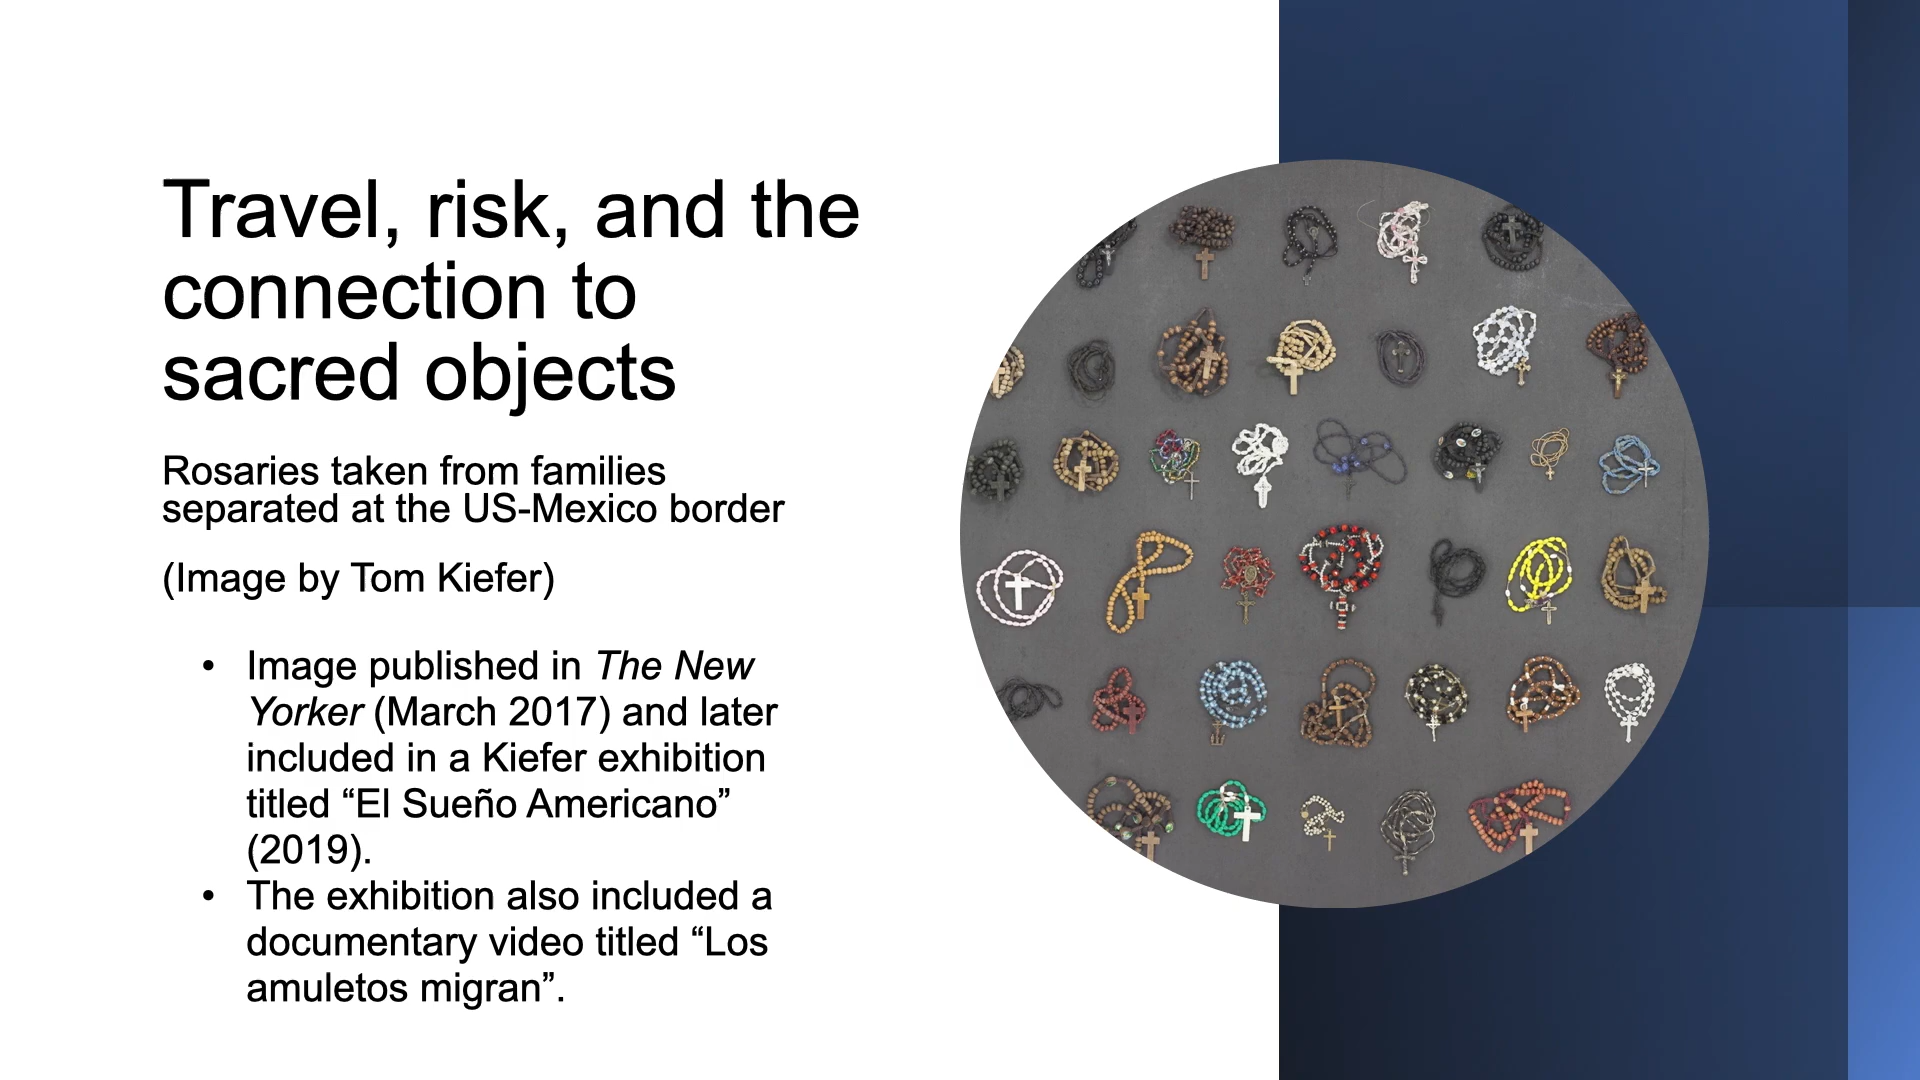 Travel, risk, and the
connection to
sacred objects
Rosaries taken from families
separated at the US-Mexico border
(Image by Tom Kiefer)
• Image published in The New
Yorker (March 2017) and later
included in a Kiefer exhibition
titled “El Sueño Americano”
(2019).
• The exhibition also included a
documentary video titled “Los
amuletos migran”.